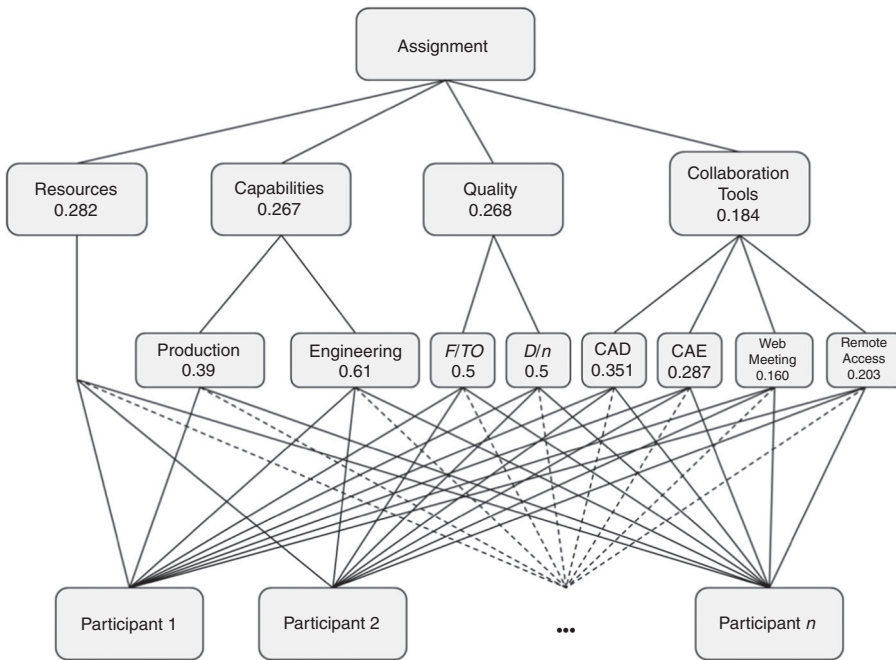 Assignment
Resources
0.282
Capabilities
0.267
Quality
0.268
Collaboration
Tools
0.184
Production
0.39
Engineering
0.61
F/TO
0.5
D/n
0.5
CAD
0.351
CAE
0.287
Web
Meeting
0.160
Remote
Access
0.203
Participant 1
Participant 2
...
Participant n